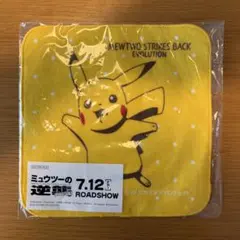 MEWTWO STRIKES BACK
EVOLUTION
ミュウツーの
逆襲
7.12
ROADSHOW